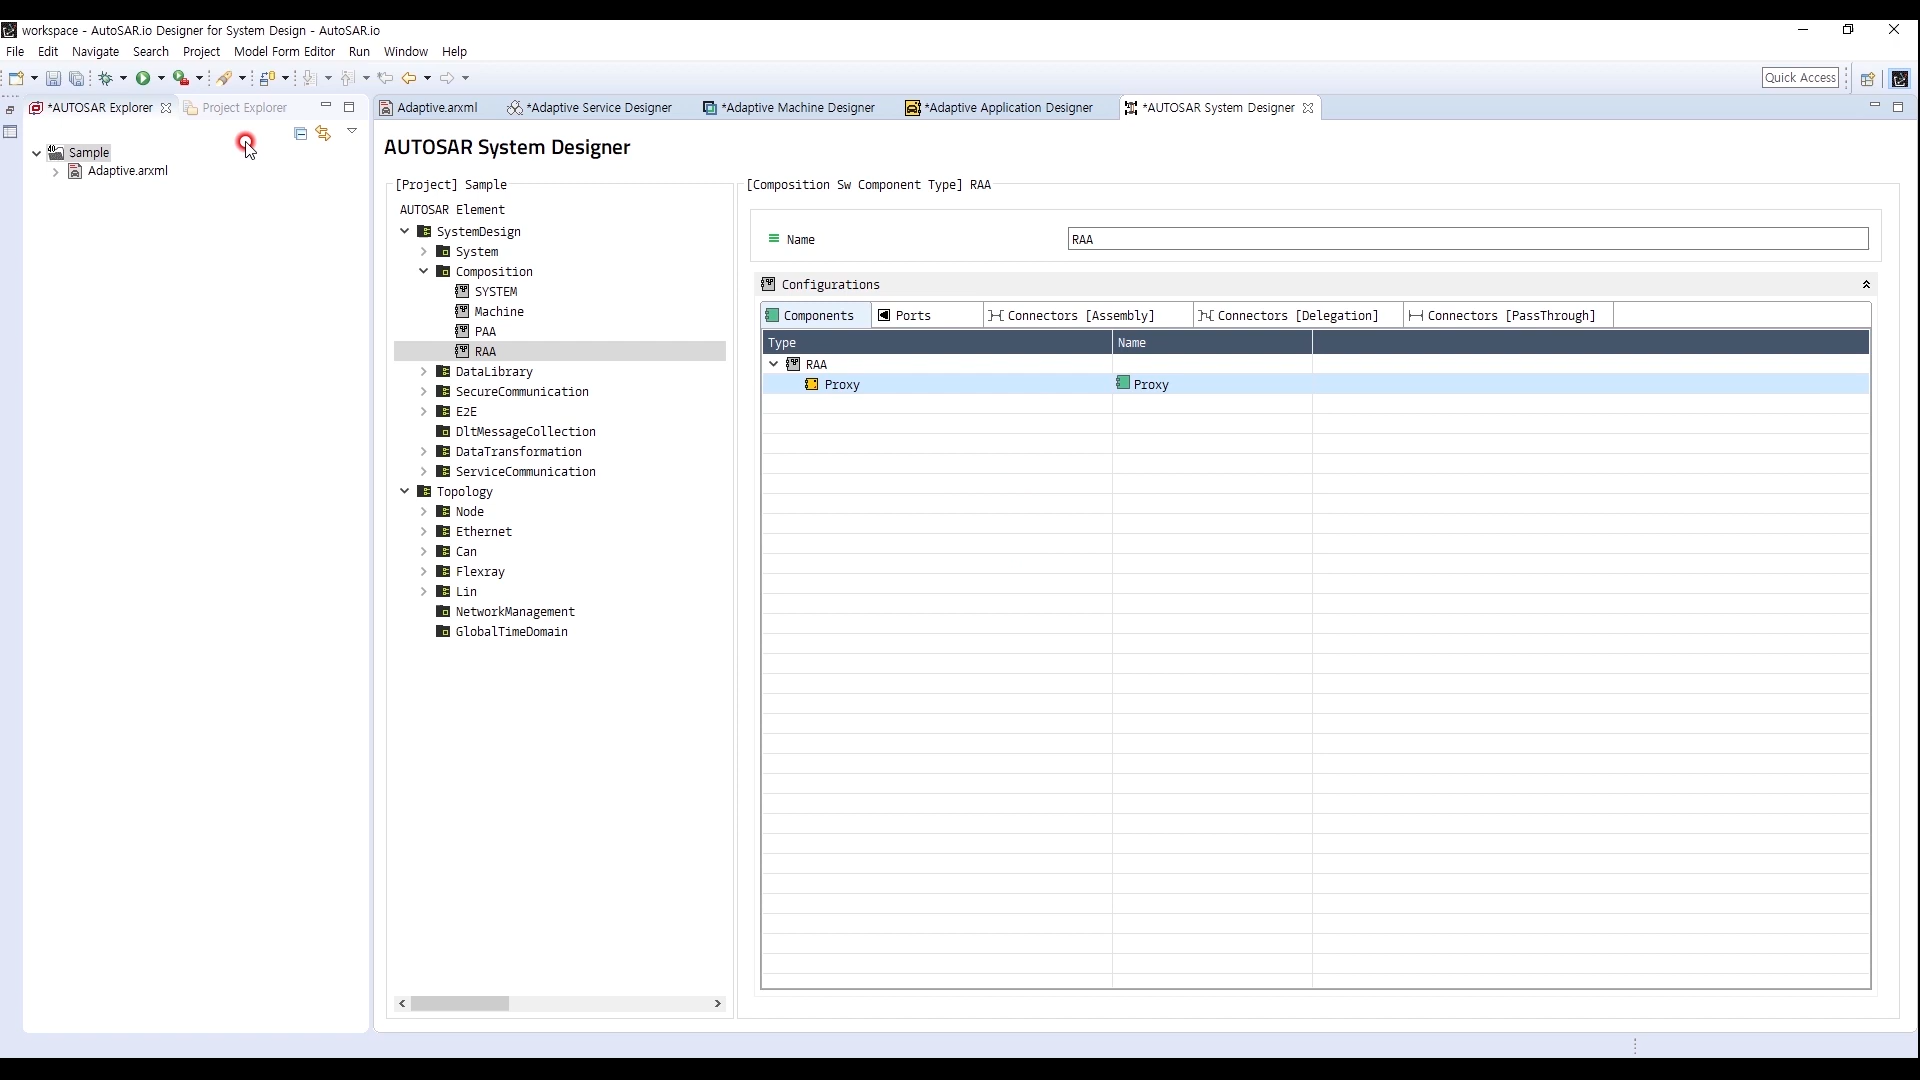 workspace - AutoSAR.io Designer for System Design - AutoSAR.io
File Edit Navigate Search Project Model Form Editor Run Window Help
Quick Access
*AUTOSAR Explorer Project Explorer
Adaptive.arxml *Adaptive Service Designer *Adaptive Machine Designer *Adaptive Application Designer *AUTOSAR System Designer
Sample
Adaptive.arxml
AUTOSAR System Designer
[Project] Sample
AUTOSAR Element
SystemDesign
System
Composition
SYSTEM
Machine
PAA
RAA
DataLibrary
SecureCommunication
E2E
DltMessageCollection
DataTransformation
ServiceCommunication
Topology
Node
Ethernet
Can
Flexray
Lin
NetworkManagement
GlobalTimeDomain
[Composition Sw Component Type] RAA
Name RAA
Configurations
Components Ports Connectors [Assembly] Connectors [Delegation] Connectors [PassThrough]
Type Name
RAA
Proxy Proxy